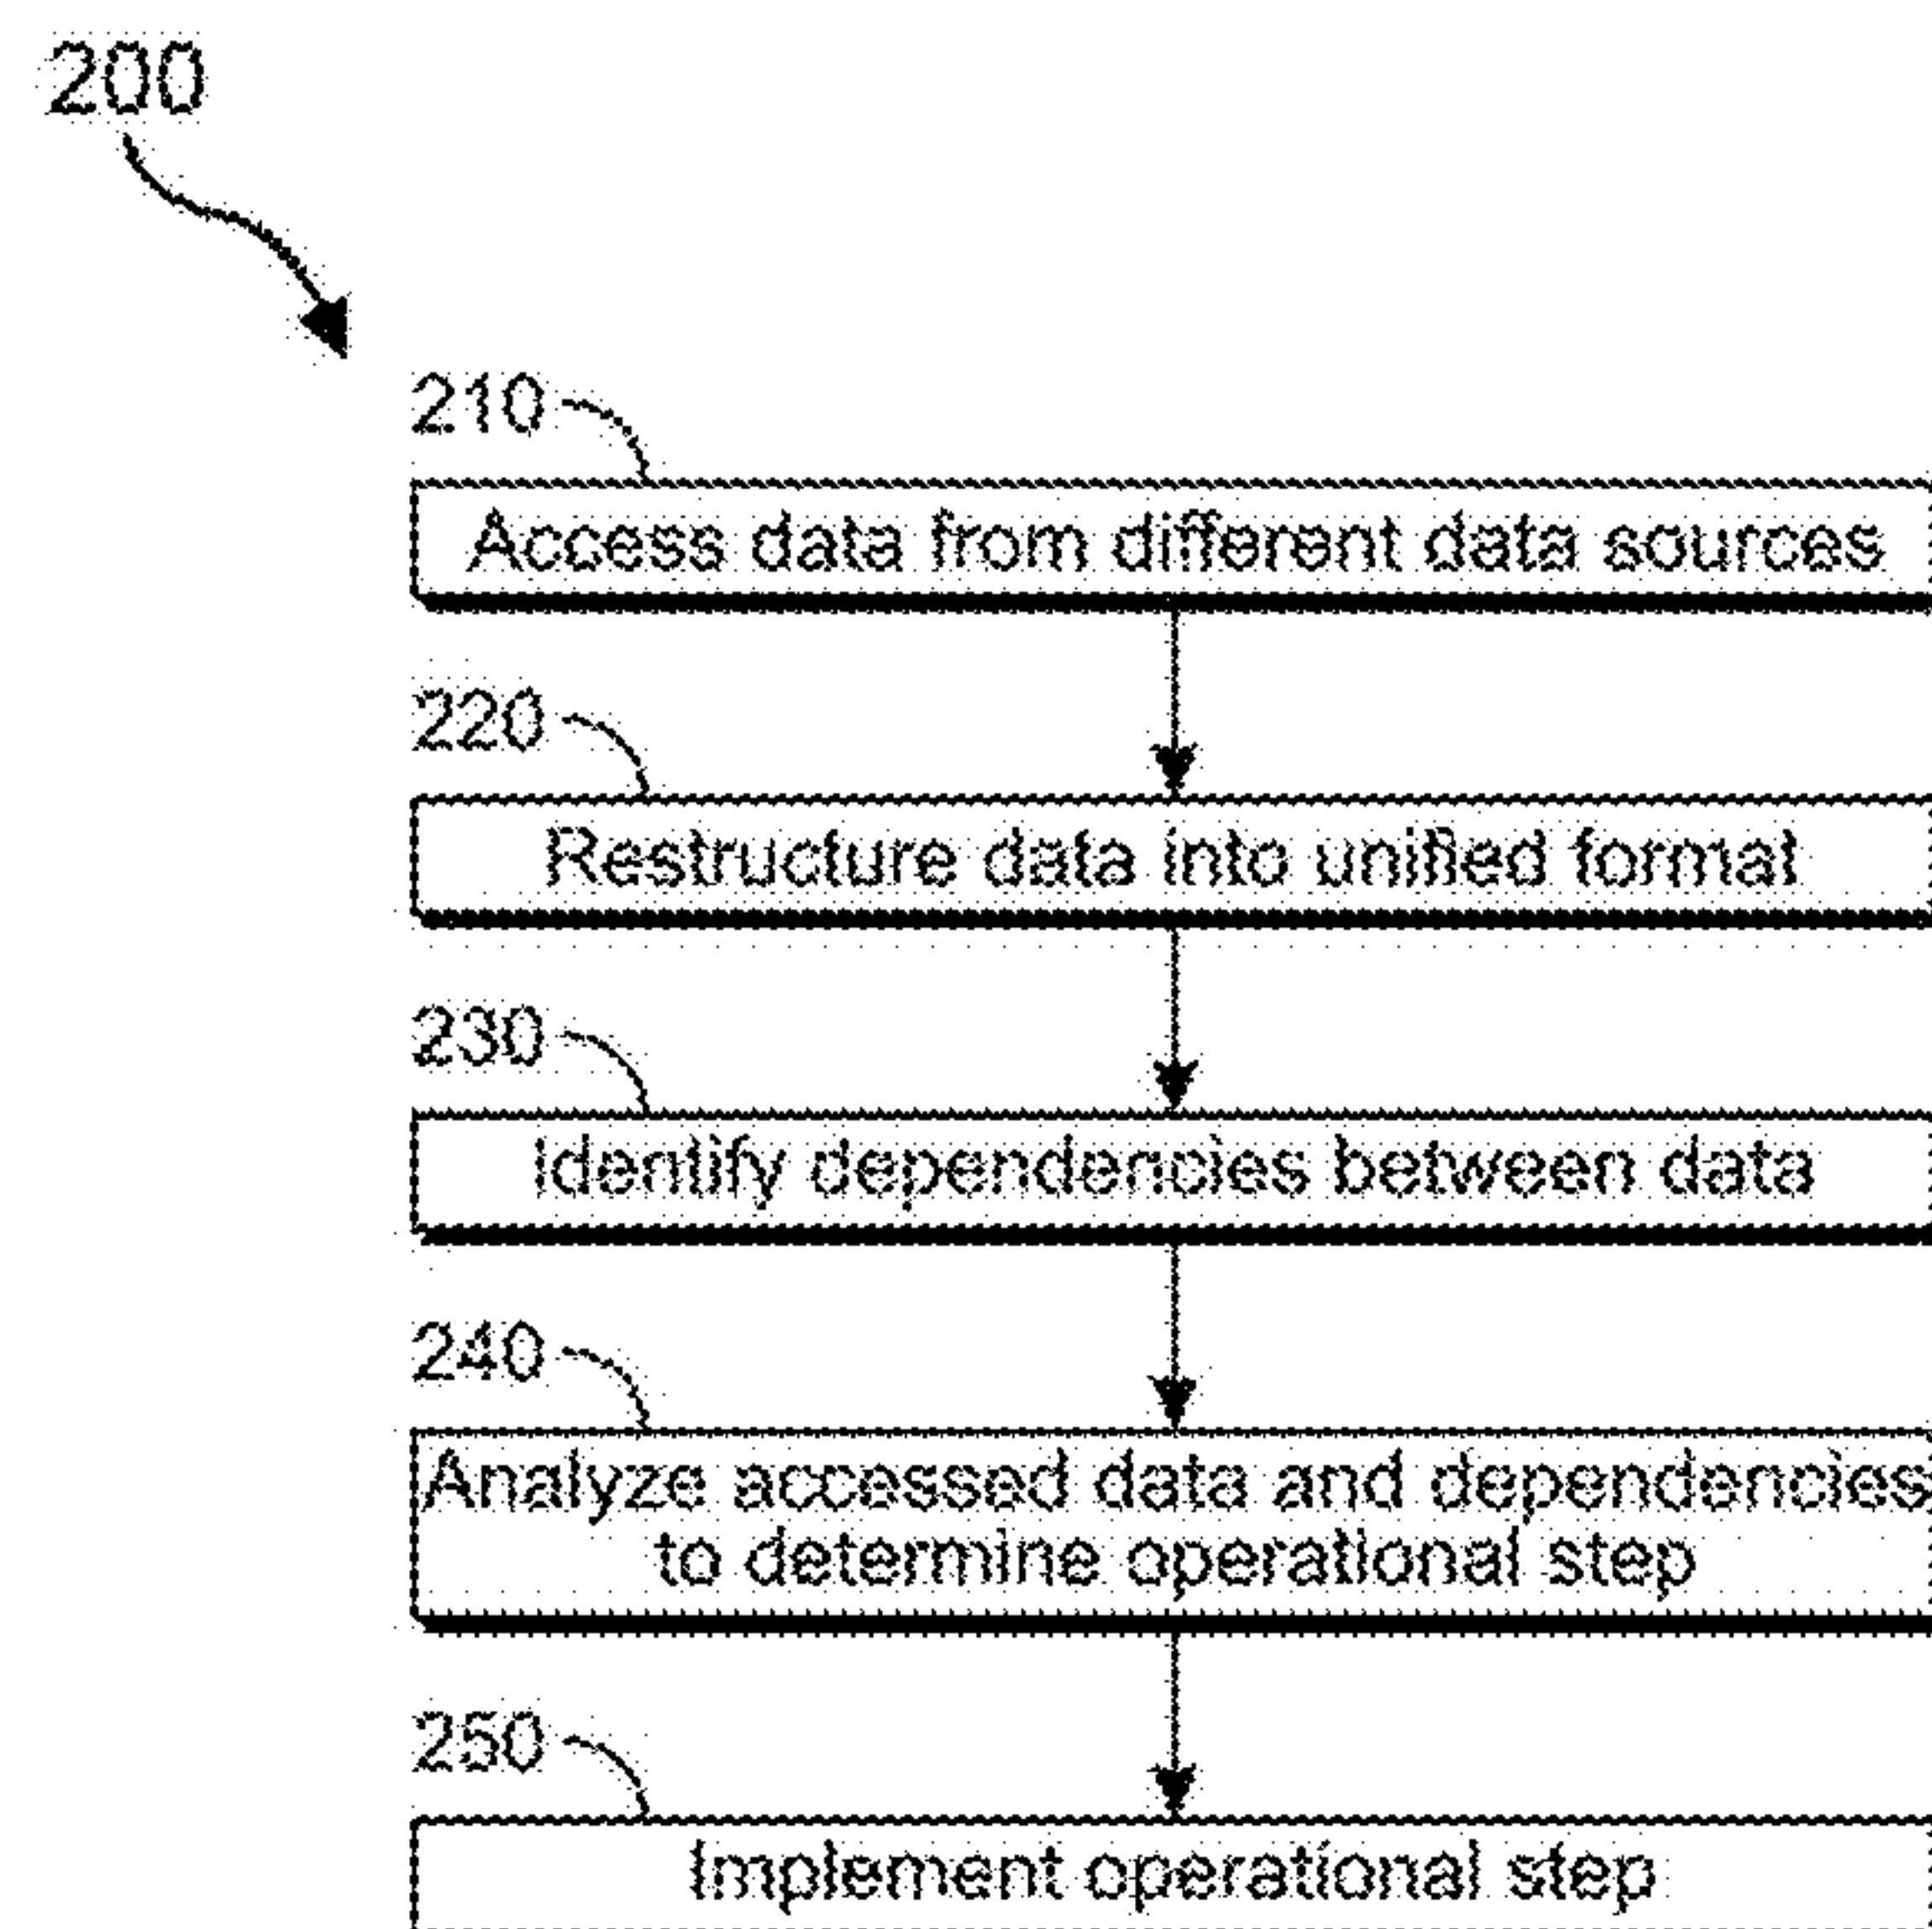 200
210
Access data from different data sources
220
Restructure data into unified format
230
Identify dependencies between data
240
Analyze accessed data and dependencies
to determine operational step
250
Implement operational step